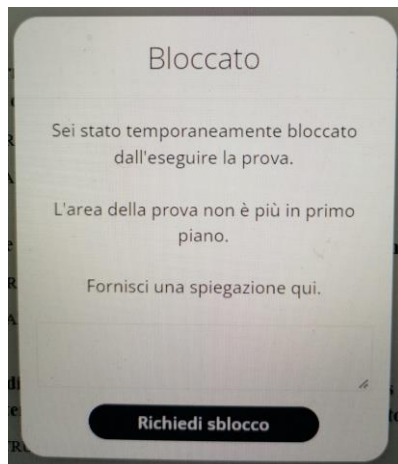 Bloccato
Sei stato temporaneamente bloccato
dall'eseguire la prova.
L'area della prova non è più in primo
piano.
Fornisci una spiegazione qui.
Richiedi sblocco